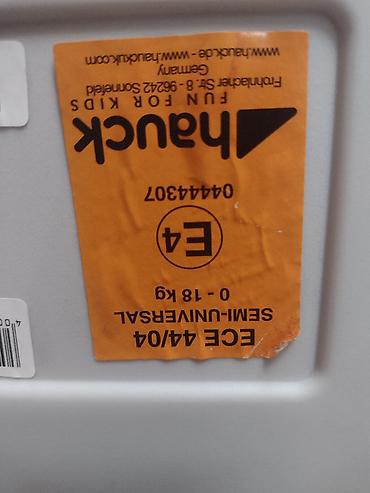 ECE 44/04
SEMI-UNIVERSAL
0 - 18 kg
E4
04444307
hauck
FUN FOR KIDS
Frohnlacher Str. 8 - 96242 Sonnefeld
Germany
www.hauck.de - www.hauckuk.com